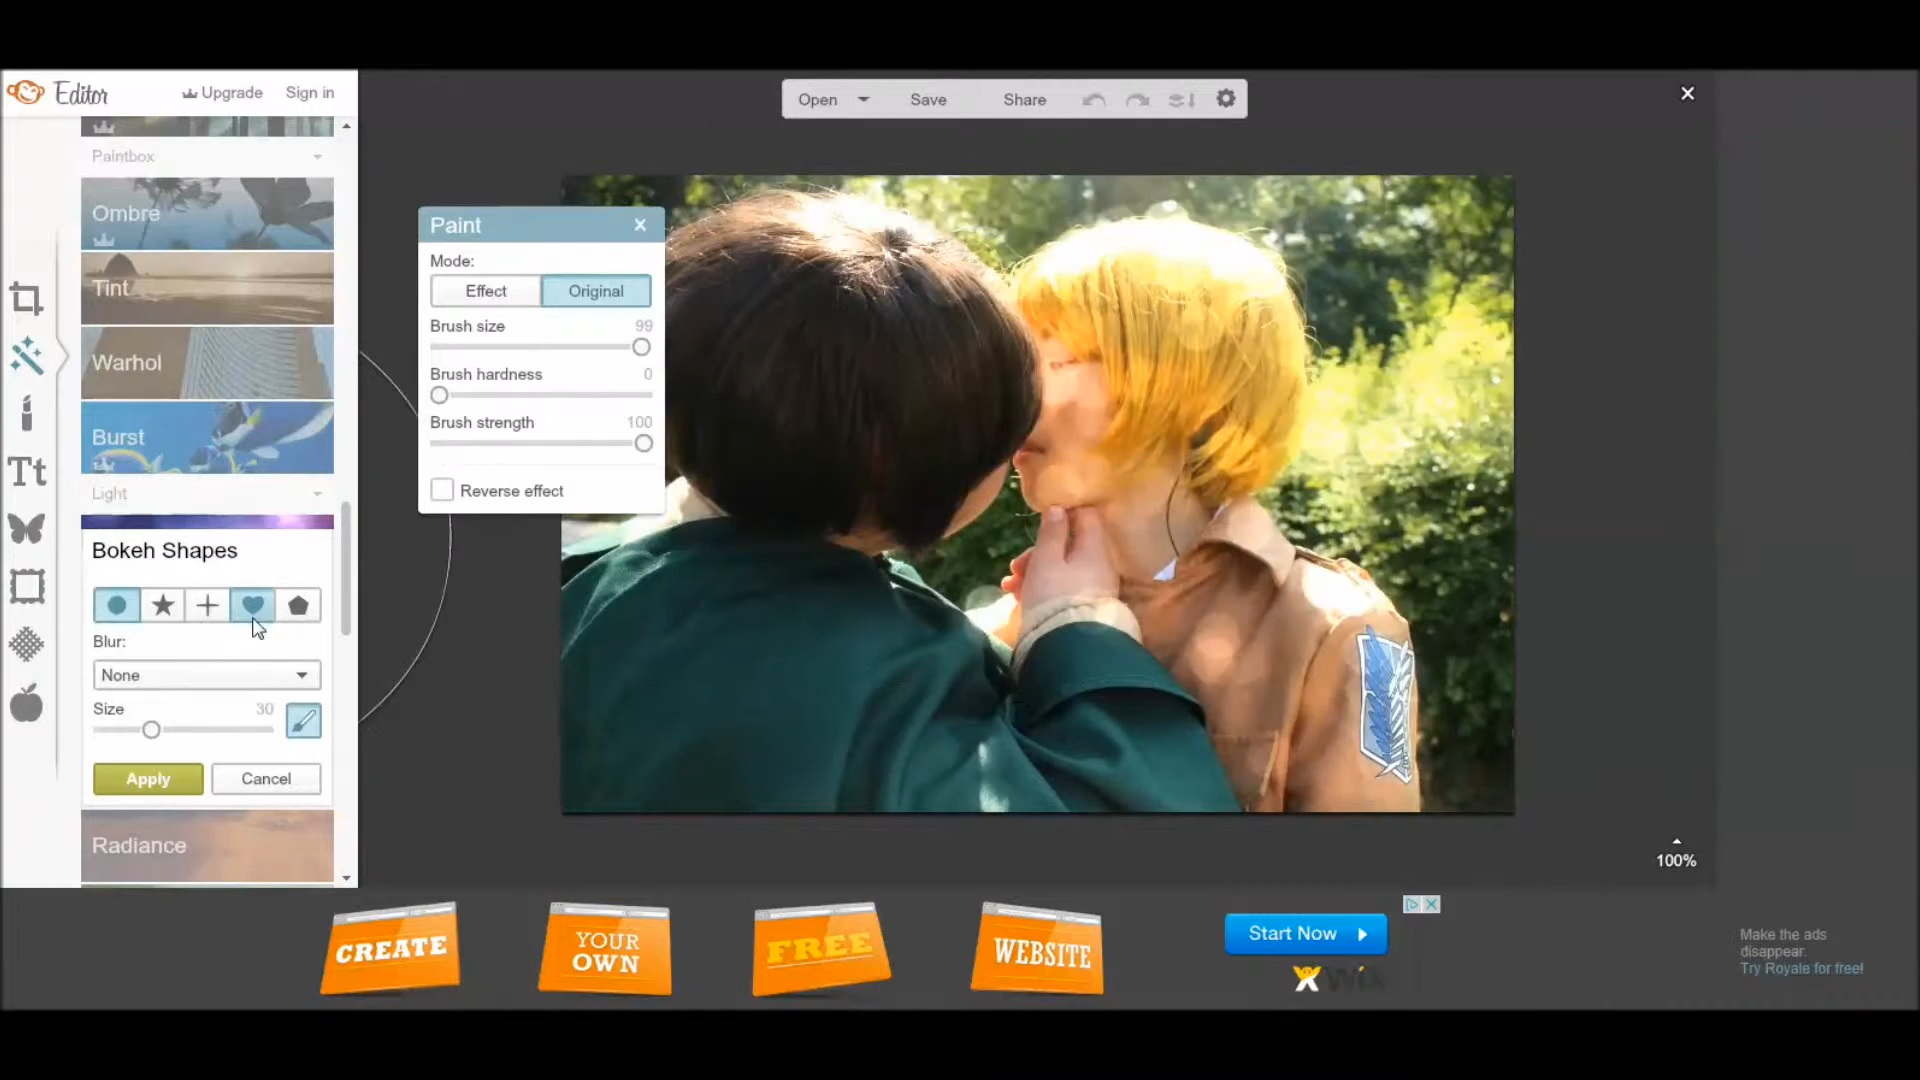 Editor
Upgrade
Sign in
Open
Save
Share
Paintbox
Ombre
Tint
Warhol
Burst
Light
Bokeh Shapes
Blur:
None
Size 30
Apply
Cancel
Radiance
Tt
Paint X
Mode:
Effect
Original
Brush size 99
Brush hardness 0
Brush strength 100
Reverse effect
100%
CREATE
YOUR
OWN
FREE
WEBSITE
Start Now
WiX
Make the ads
disappear.
Try Royale for free!